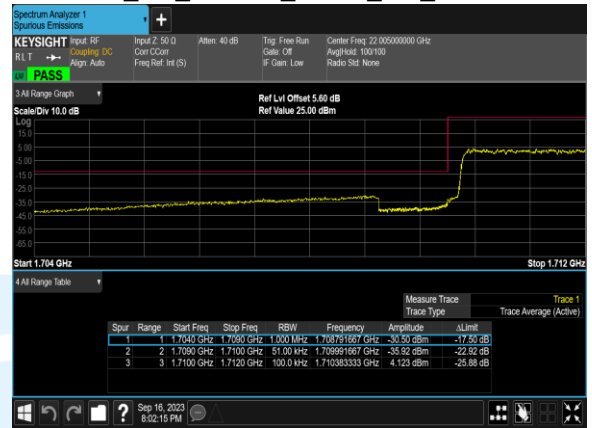 Spectrum Analyzer 1
Spurious Emissions
+
KEYSIGHT Input: RF Input Z: 50 Ω Atten: 40 dB Trig: Free Run Center Freq: 22.005000000 GHz
RLT Coupling: DC Corr CCorr Gate: Off Avg|Hold: 100/100
Align: Auto Freq Ref: Int (S) IF Gain: Low Radio Std: None
LXI PASS
3 All Range Graph
Ref Lvl Offset 5.60 dB
Scale/Div 10.0 dB Ref Value 25.00 dBm
Log
15.0
5.00
-5.00
-15.0
-25.0
-35.0
-45.0
-55.0
-65.0
Start 1.704 GHz Stop 1.712 GHz
4 All Range Table
Measure Trace Trace 1
Trace Type Trace Average (Active)
Spur Range Start Freq Stop Freq RBW Frequency Amplitude ΔLimit
1 1 1.7040 GHz 1.7090 GHz 1.000 MHz 1.708791667 GHz -30.50 dBm -17.50 dB
2 2 1.7090 GHz 1.7100 GHz 51.00 kHz 1.709991667 GHz -35.92 dBm -22.92 dB
3 3 1.7100 GHz 1.7120 GHz 100.0 kHz 1.710383333 GHz 4.123 dBm -25.88 dB
? Sep 16, 2023
8:02:15 PM